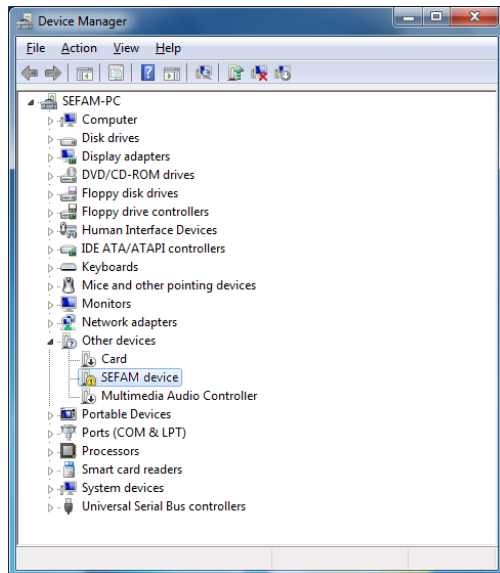 Device Manager
File Action View Help
SEFAM-PC
Computer
Disk drives
Display adapters
DVD/CD-ROM drives
Floppy disk drives
Floppy drive controllers
Human Interface Devices
IDE ATA/ATAPI controllers
Keyboards
Mice and other pointing devices
Monitors
Network adapters
Other devices
Card
SEFAM device
Multimedia Audio Controller
Portable Devices
Ports (COM & LPT)
Processors
Smart card readers
System devices
Universal Serial Bus controllers